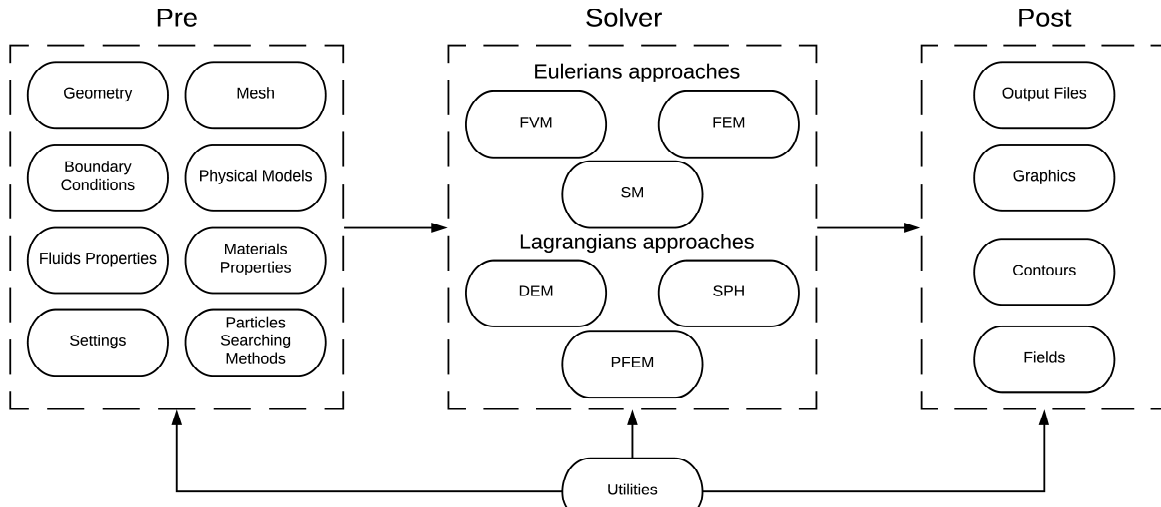 Pre
Solver
Post
Geometry
Mesh
Boundary
Conditions
Physical Models
Fluids Properties
Materials
Properties
Settings
Particles
Searching
Methods
Eulerians approaches
FVM
FEM
SM
Lagrangians approaches
DEM
SPH
PFEM
Output Files
Graphics
Contours
Fields
Utilities